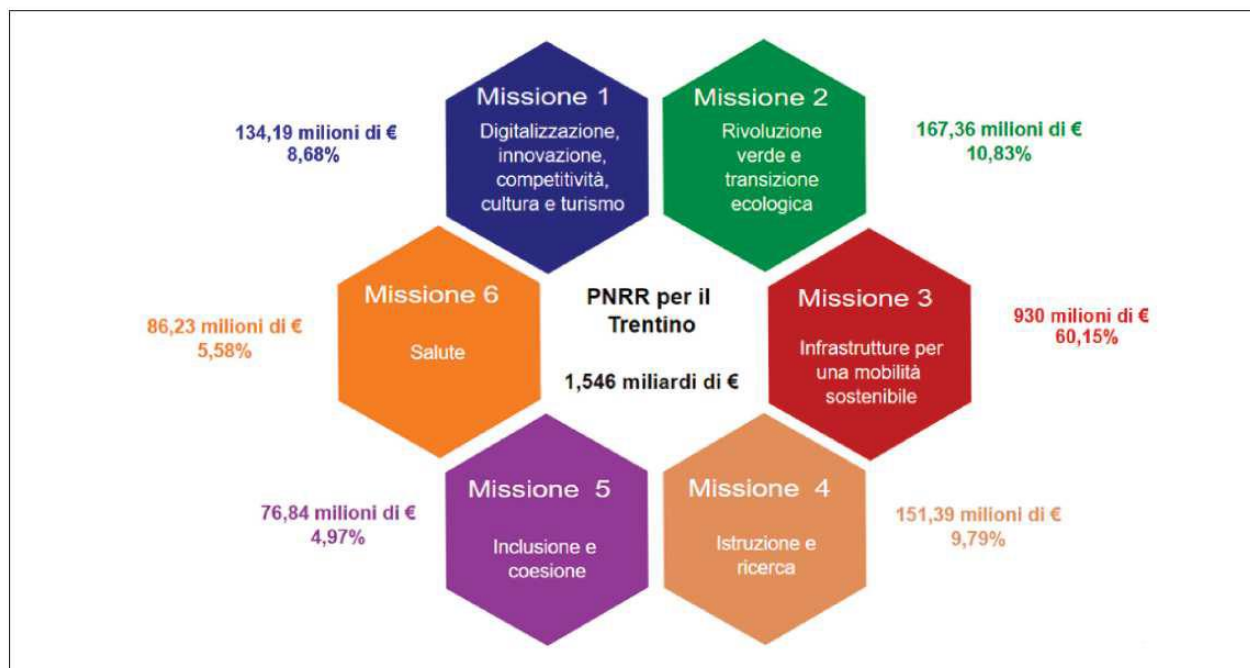 Missione 1
Digitalizzazione,
innovazione,
competitività,
cultura e turismo
134,19 milioni di €
8,68%
Missione 2
Rivoluzione
verde e
transizione
ecologica
167,36 milioni di €
10,83%
Missione 6
Salute
86,23 milioni di €
5,58%
PNRR per il
Trentino
1,546 miliardi di €
Missione 3
Infrastrutture per
una mobilità
sostenibile
930 milioni di €
60,15%
Missione 5
Inclusione e
coesione
76,84 milioni di €
4,97%
Missione 4
Istruzione e
ricerca
151,39 milioni di €
9,79%